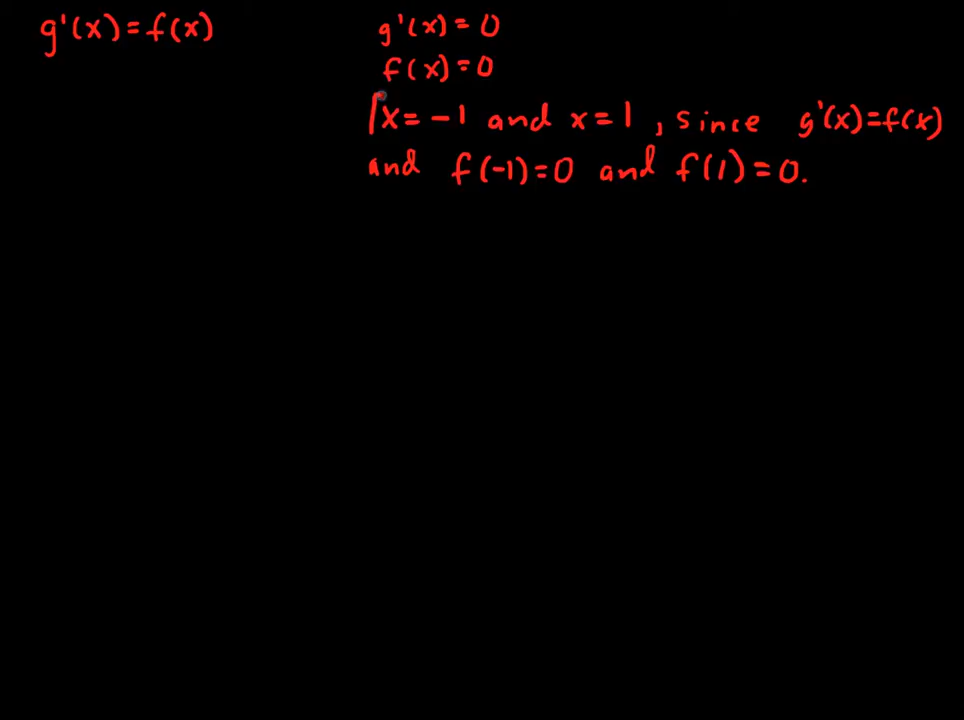 g'(x)=f(x)
g'(x)=0
f(x)=0
x=-1 and x=1, since g'(x)=f(x)
and f(-1)=0 and f(1)=0.